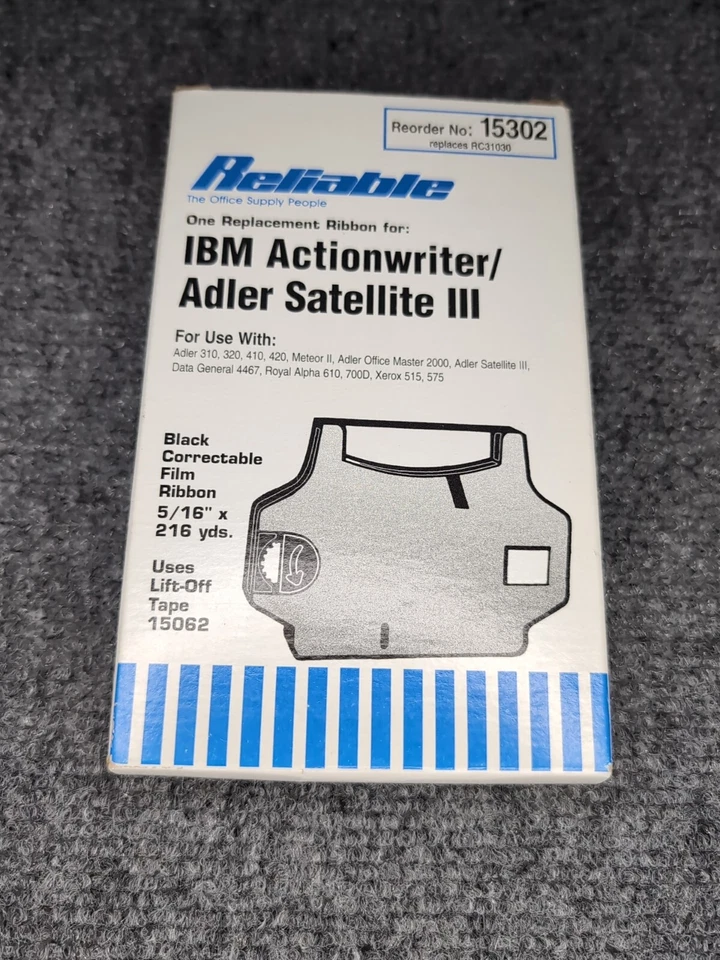 Reorder No: 15302
replaces RC31030
Reliable
The Office Supply People
One Replacement Ribbon for:
IBM Actionwriter/
Adler Satellite III
For Use With:
Adler 310, 320, 410, 420, Meteor II, Adler Office Master 2000, Adler Satellite III,
Data General 4467, Royal Alpha 610, 700D, Xerox 515, 575
Black
Correctable
Film
Ribbon
5/16" x
216 yds.
Uses
Lift-Off
Tape
15062